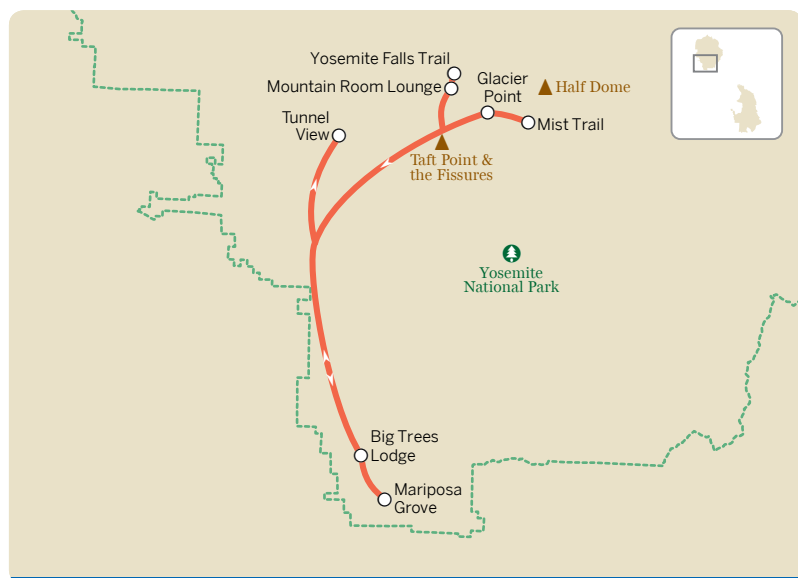 Yosemite Falls Trail
Mountain Room Lounge
Glacier
Point
Half Dome
Tunnel
View
Mist Trail
Taft Point &
the Fissures
Yosemite
National Park
Big Trees
Lodge
Mariposa
Grove